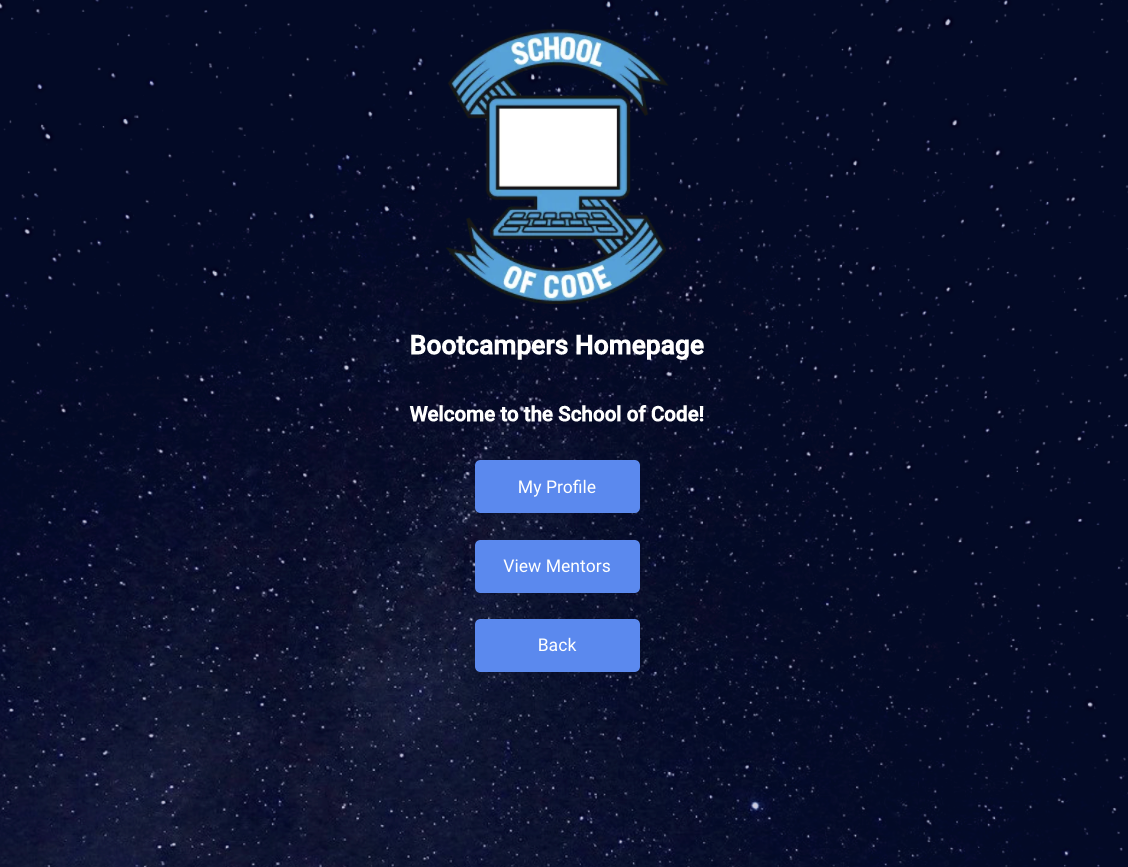 SCHOOL
OF CODE
Bootcampers Homepage
Welcome to the School of Code!
My Profile
View Mentors
Back